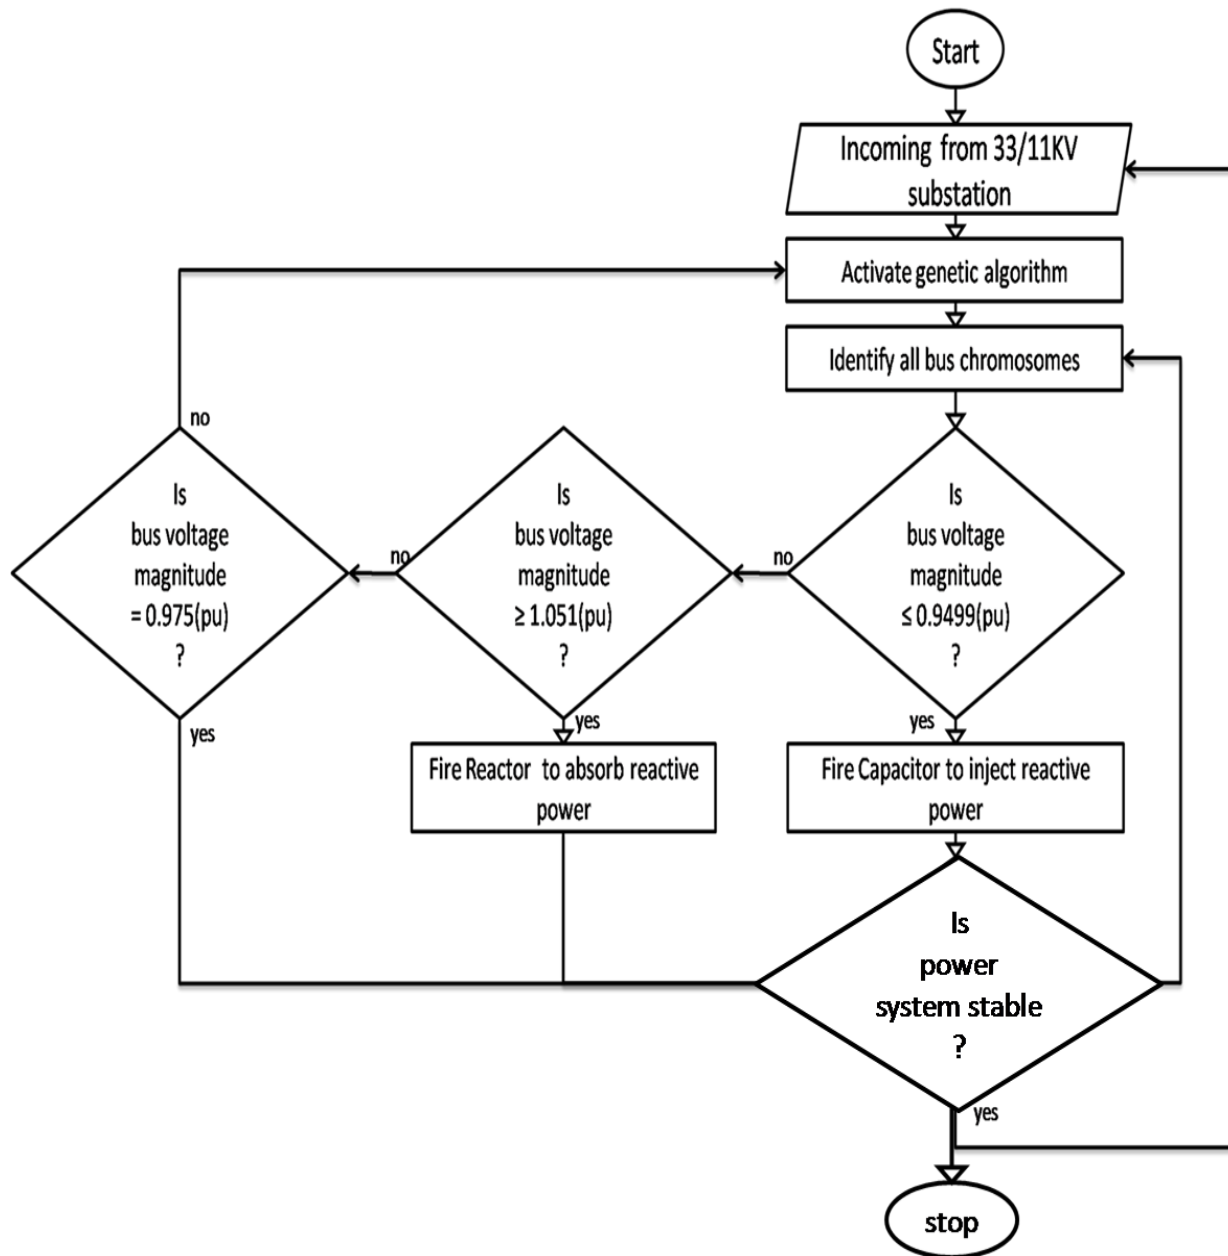 Start
Incoming from 33/11KV
substation
Activate genetic algorithm
Identify all bus chromosomes
no
Is
bus voltage
magnitude
= 0.975(pu)
?
no
Is
bus voltage
magnitude
≥ 1.051(pu)
?
no
Is
bus voltage
magnitude
≤ 0.9499(pu)
?
yes
yes
yes
Fire Reactor to absorb reactive
power
Fire Capacitor to inject reactive
power
Is
power
system stable
?
yes
stop